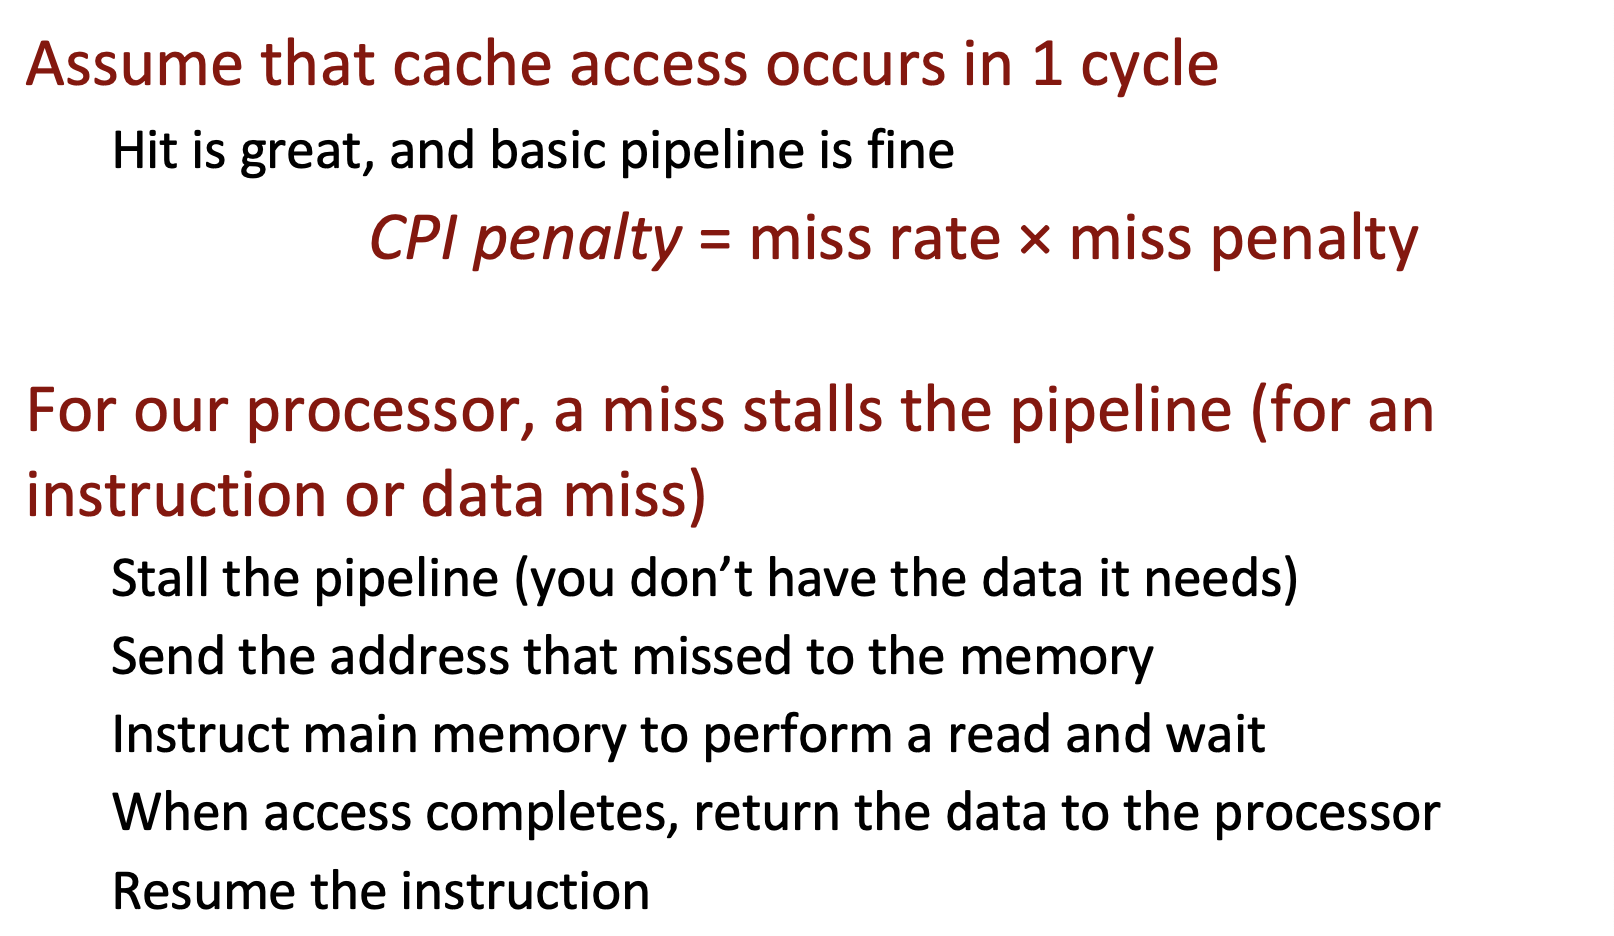 Assume that cache access occurs in 1 cycle
Hit is great, and basic pipeline is fine
CPI penalty = miss rate × miss penalty
For our processor, a miss stalls the pipeline (for an
instruction or data miss)
Stall the pipeline (you don’t have the data it needs)
Send the address that missed to the memory
Instruct main memory to perform a read and wait
When access completes, return the data to the processor
Resume the instruction